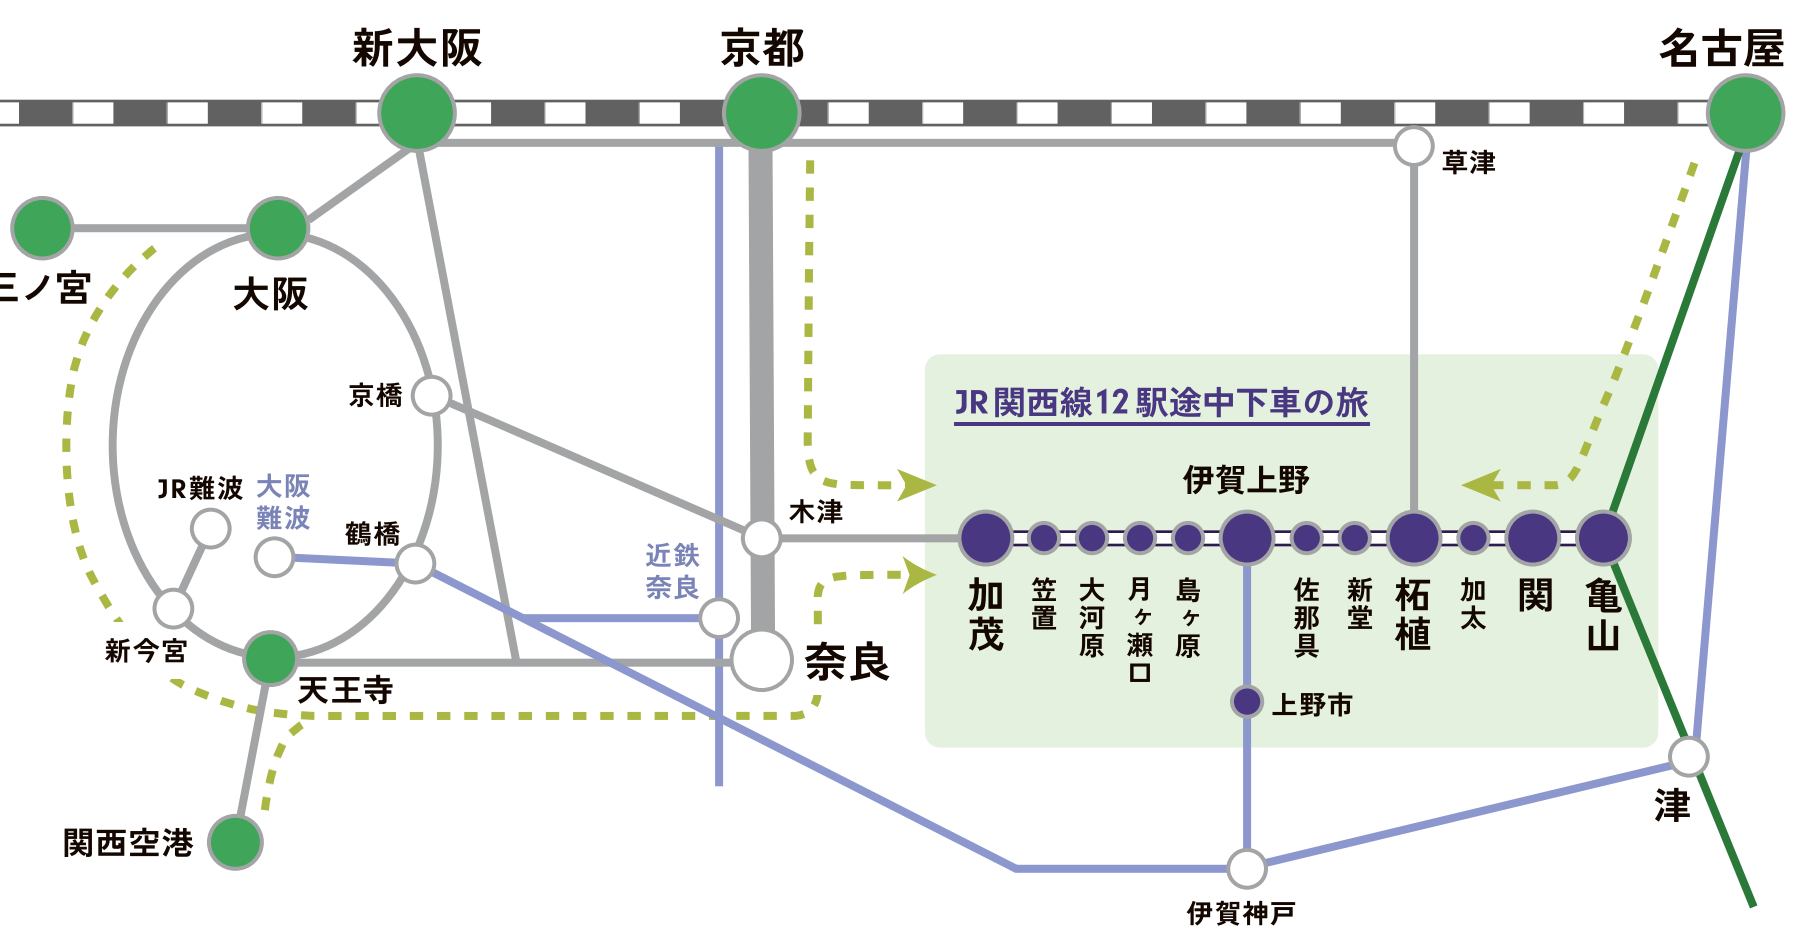 新大阪
京都
名古屋
草津
三ノ宮
大阪
京橋
JR難波
大阪
難波
鶴橋
木津
近鉄
奈良
新今宮
天王寺
奈良
関西空港
JR関西線12駅途中下車の旅
伊賀上野
加茂
笠置
大河原
月ヶ瀬口
島ヶ原
佐那具
新堂
柘植
加太
関
亀山
上野市
津
伊賀神戸